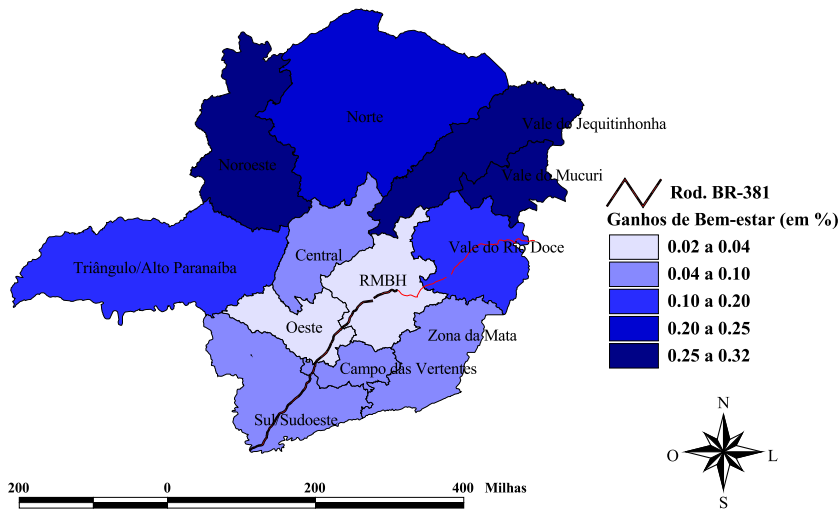 Norte
Vale do Jequitinhonha
Noroeste
Vale do Mucuri
Rod. BR-381
Ganhos de Bem-estar (em %)
Vale do Rio Doce
0.02 a 0.04
Central
Triângulo/Alto Paranaíba
0.04 a 0.10
RMBH
0.10 a 0.20
Oeste
0.20 a 0.25
Zona da Mata
0.25 a 0.32
Campo das Vertentes
Sul/Sudoeste
N
O L
S
200 0 200 400 Milhas